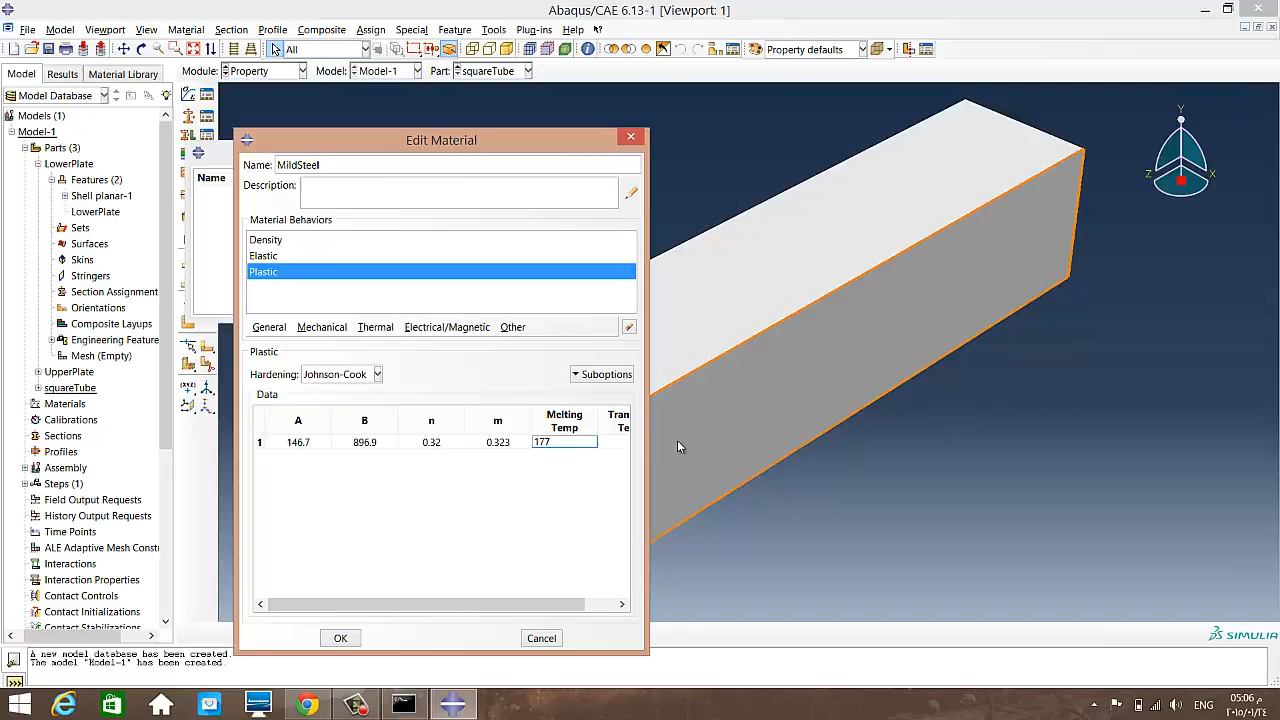 Abaqus/CAE 6.13-1 [Viewport: 1]
File Model Viewport View Material Section Profile Composite Assign Special Feature Tools Plug-ins Help
All
Property defaults
Model Results Material Library
Module: Property Model: Model-1 Part: squareTube
Model Database
Models (1)
Model-1
Parts (3)
LowerPlate
Features (2)
Shell planar-1
LowerPlate
Sets
Surfaces
Skins
Stringers
Section Assignment
Orientations
Composite Layups
Engineering Feature
Mesh (Empty)
UpperPlate
squareTube
Materials
Calibrations
Sections
Profiles
Assembly
Steps (1)
Field Output Requests
History Output Requests
Time Points
ALE Adaptive Mesh Constr
Interactions
Interaction Properties
Contact Controls
Contact Initializations
Contact Stabilizations
Name
Edit Material
Name: MildSteel
Description:
Material Behaviors
Density
Elastic
Plastic
General Mechanical Thermal Electrical/Magnetic Other
Plastic
Hardening: Johnson-Cook Suboptions
Data
A B n m Melting Temp Tran Te
1 146.7 896.9 0.32 0.323 177
OK Cancel
Y
Z X
SIMULIA
A new model database has been created.
The model "Model-1" has been created.
ENG
05:06 م
٢٠١٥/٠١/٢٤